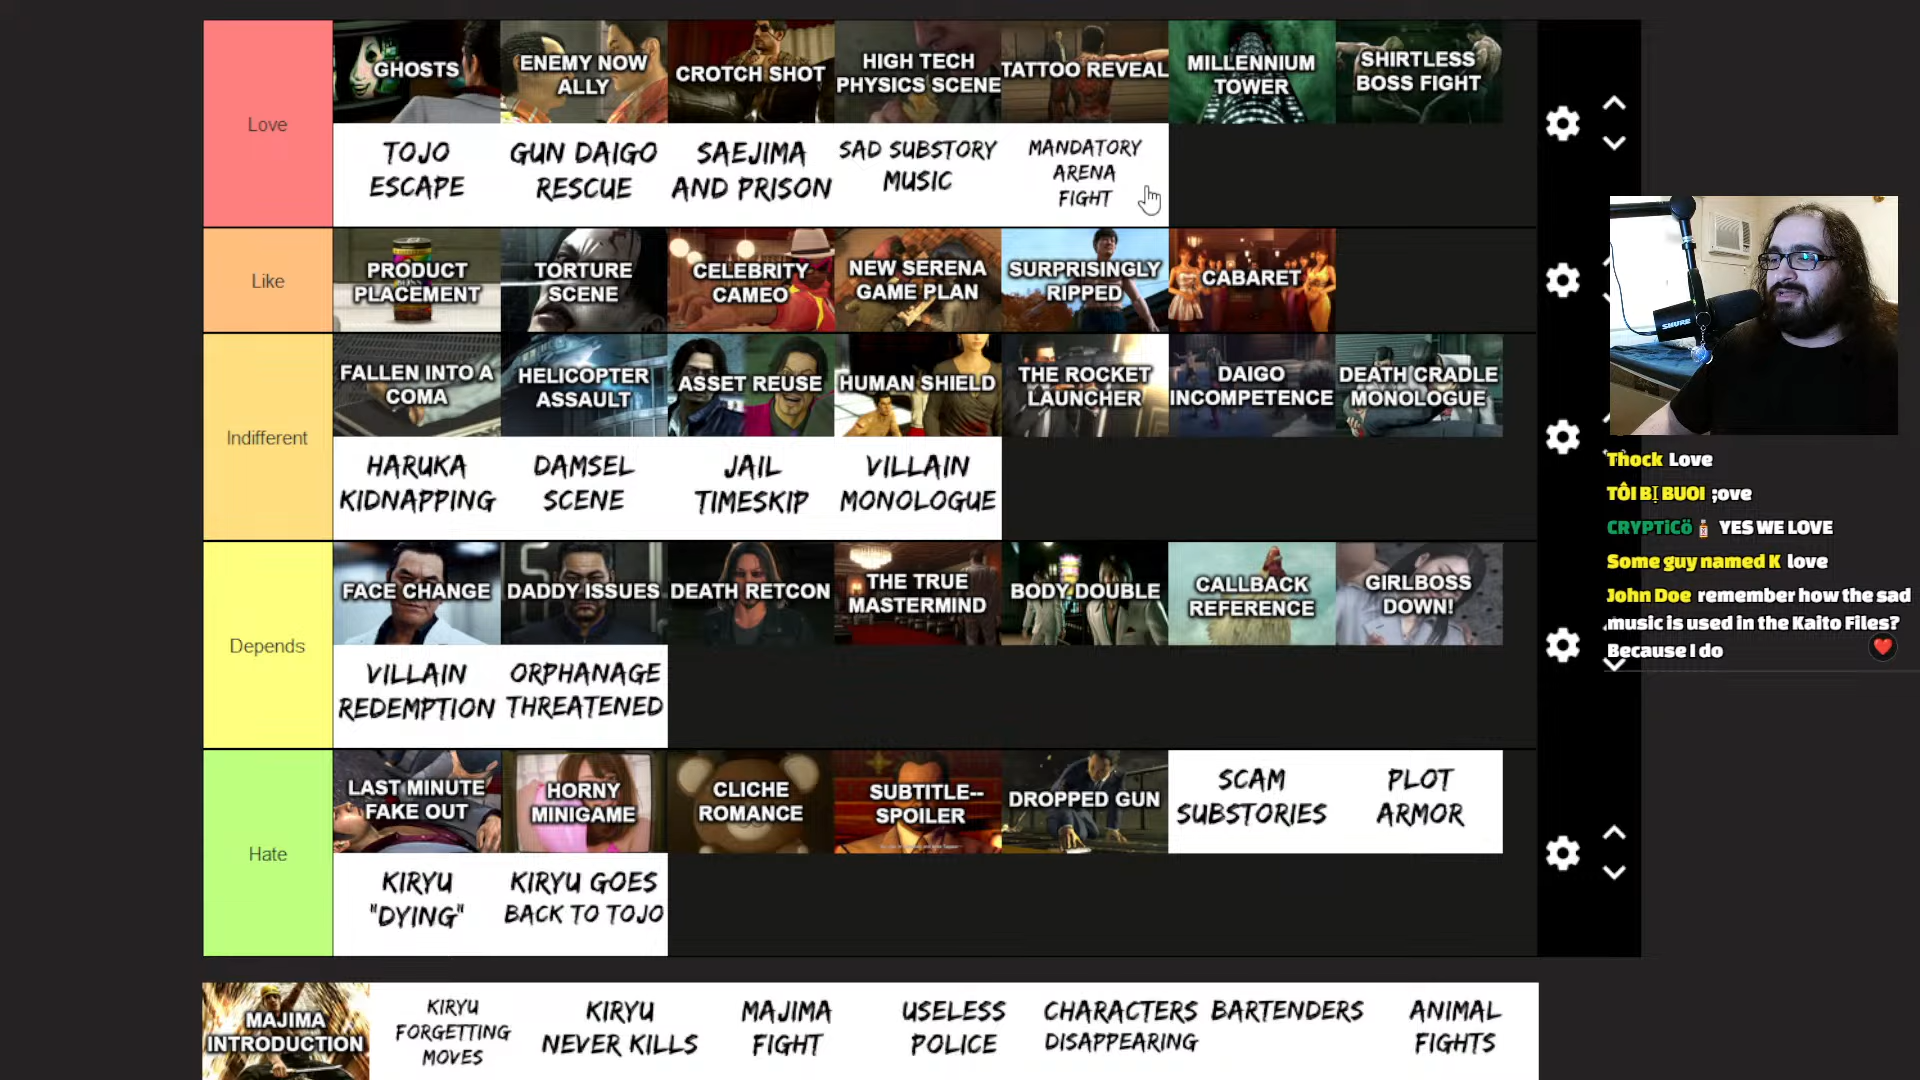 Love
GHOSTS
ENEMY NOW
ALLY
CROTCH SHOT
HIGH TECH
PHYSICS SCENE
TATTOO REVEAL
MILLENNIUM
TOWER
SHIRTLESS
BOSS FIGHT
TOJO
ESCAPE
GUN DAIGO
RESCUE
SAEJIMA
AND PRISON
SAD SUBSTORY
MUSIC
MANDATORY
ARENA
FIGHT
Like
PRODUCT
PLACEMENT
TORTURE
SCENE
CELEBRITY
CAMEO
NEW SERENA
GAME PLAN
SURPRISINGLY
RIPPED
CABARET
Indifferent
FALLEN INTO A
COMA
HELICOPTER
ASSAULT
ASSET REUSE
HUMAN SHIELD
THE ROCKET
LAUNCHER
DAIGO
INCOMPETENCE
DEATH CRADLE
MONOLOGUE
HARUKA
KIDNAPPING
DAMSEL
SCENE
JAIL
TIMESKIP
VILLAIN
MONOLOGUE
Depends
FACE CHANGE
DADDY ISSUES
DEATH RETCON
THE TRUE
MASTERMIND
BODY DOUBLE
CALLBACK
REFERENCE
GIRLBOSS
DOWN!
VILLAIN
REDEMPTION
ORPHANAGE
THREATENED
Hate
LAST MINUTE
FAKE OUT
HORNY
MINIGAME
CLICHE
ROMANCE
SUBTITLE--
SPOILER
DROPPED GUN
SCAM
SUBSTORIES
PLOT
ARMOR
KIRYU
"DYING"
KIRYU GOES
BACK TO TOJO
MAJIMA
INTRODUCTION
KIRYU
FORGETTING
MOVES
KIRYU
NEVER KILLS
MAJIMA
FIGHT
USELESS
POLICE
CHARACTERS
DISAPPEARING
BARTENDERS
ANIMAL
FIGHTS
SHURE
Thock Love
TÔI BỊ BUOI ;ove
CRYPTiCö YES WE LOVE
Some guy named K love
John Doe remember how the sad
music is used in the Kaito Files?
Because I do